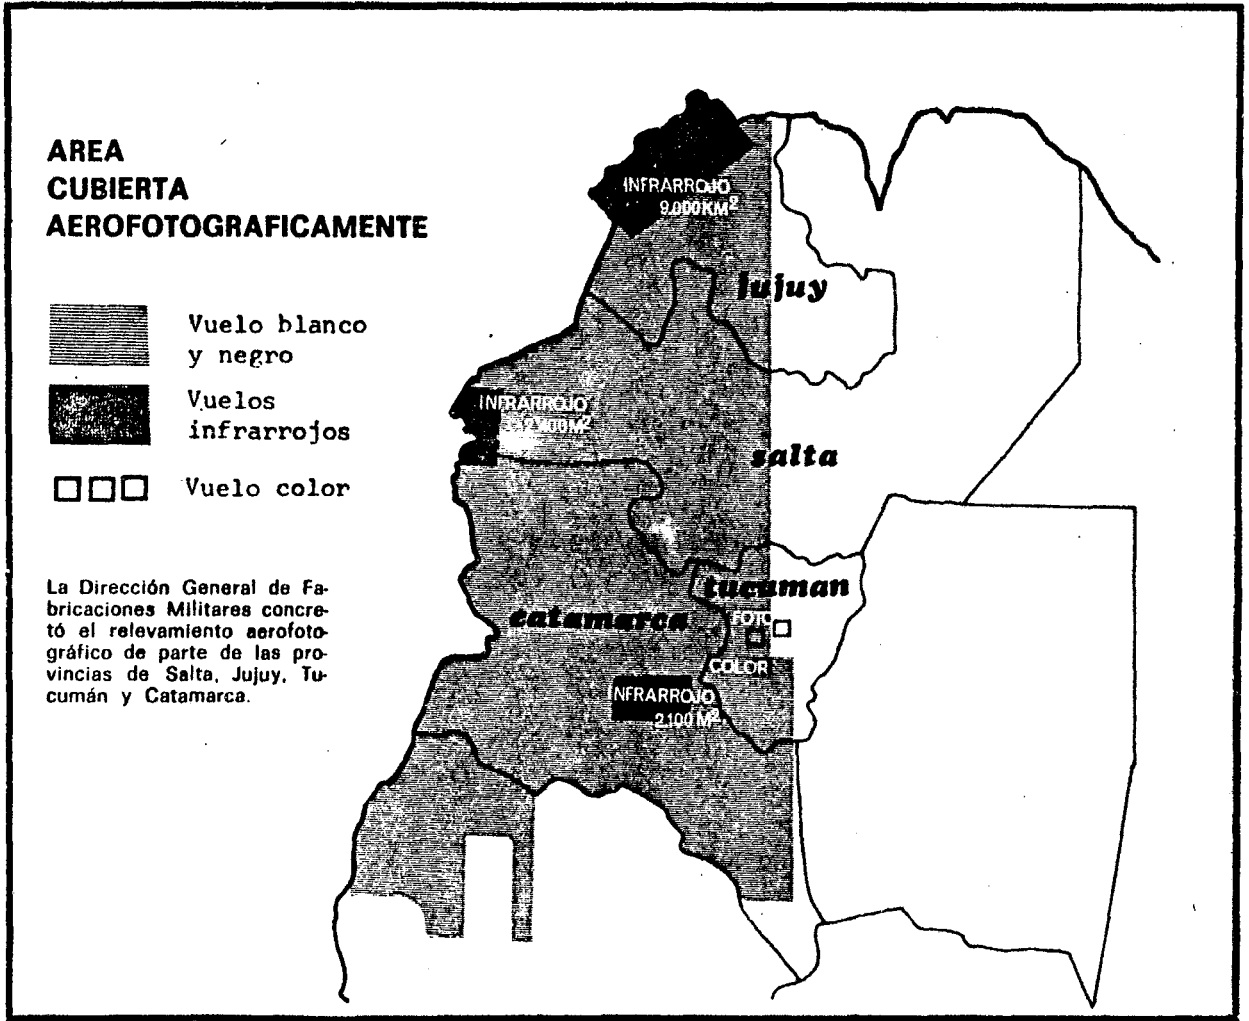 AREA
CUBIERTA
AEROFOTOGRAFICAMENTE
Vuelo blanco
y negro
Vuelos
infrarrojos
Vuelo color
La Dirección General de Fa-
bricaciones Militares concre-
tó el relevamiento aerofoto-
gráfico de parte de las pro-
vincias de Salta, Jujuy, Tu-
cumán y Catamarca.
INFRARROJO
9.000 KM²
jujuy
INFRARROJO
salta
tucuman
catamarca
FOTO
COLOR
INFRARROJO
2.100 M²